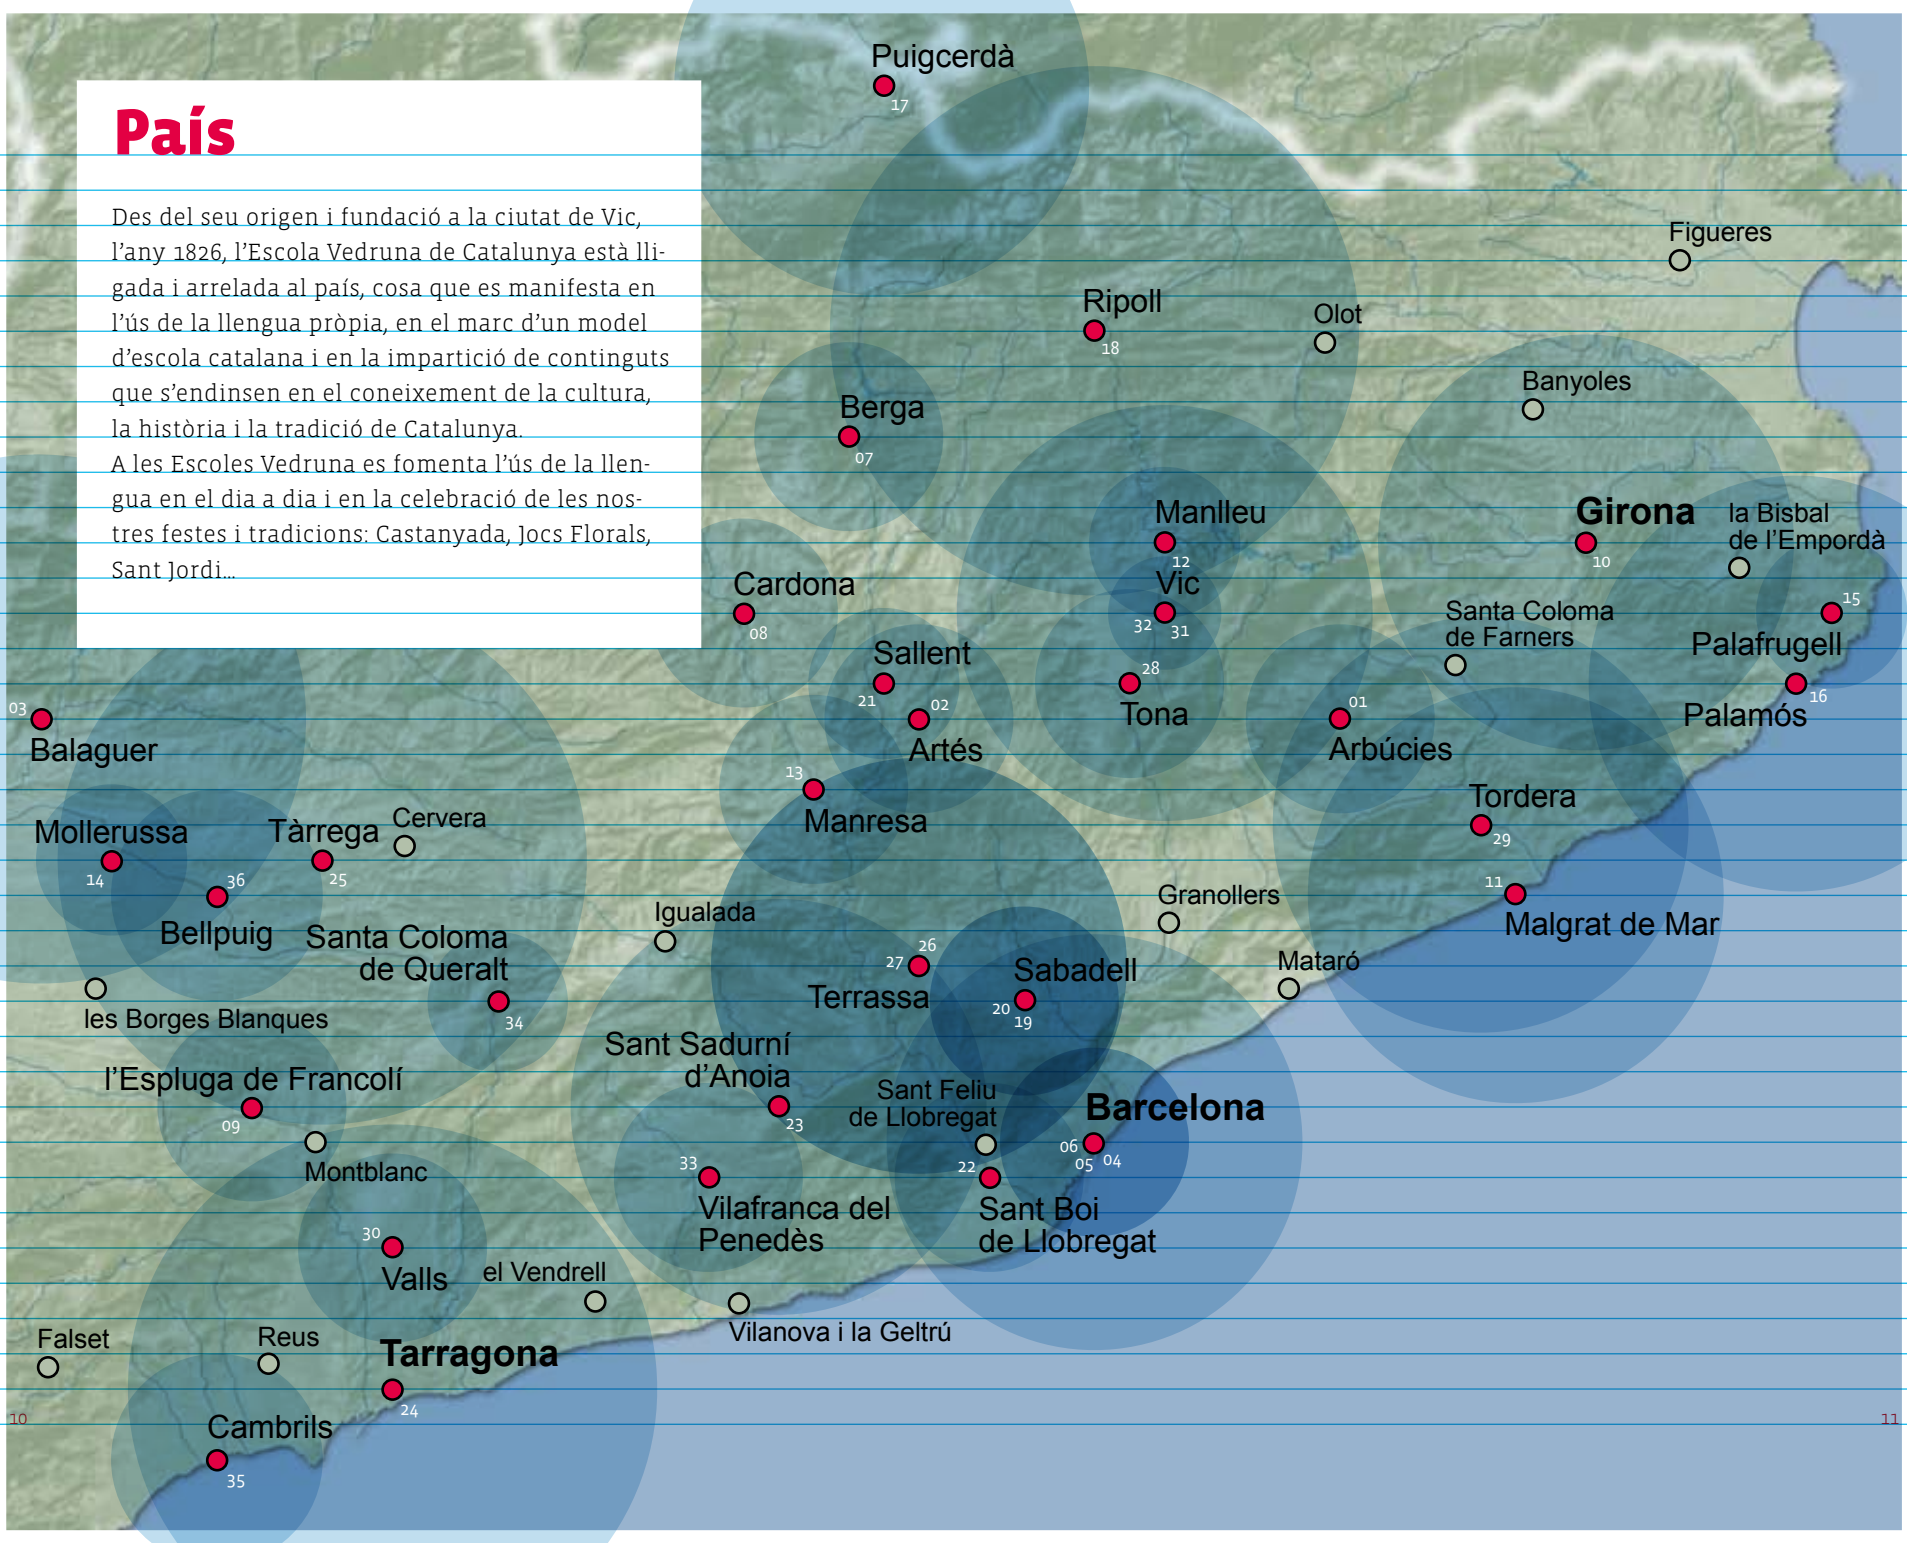 País
Des del seu origen i fundació a la ciutat de Vic,
l’any 1826, l’Escola Vedruna de Catalunya està lli-
gada i arrelada al país, cosa que es manifesta en
l’ús de la llengua pròpia, en el marc d’un model
d’escola catalana i en la impartició de continguts
que s’endinsen en el coneixement de la cultura,
la història i la tradició de Catalunya.
A les Escoles Vedruna es fomenta l’ús de la llen-
gua en el dia a dia i en la celebració de les nos-
tres festes i tradicions: Castanyada, Jocs Florals,
Sant Jordi...
Puigcerdà
17
Figueres
Ripoll
18
Olot
Banyoles
Berga
07
Manlleu
12
Girona
10
la Bisbal
de l’Empordà
Cardona
08
Vic
32
31
Santa Coloma
de Farners
15
Palafrugell
Sallent
21
02
Artés
28
Tona
01
Arbúcies
16
Palamós
03
Balaguer
13
Manresa
Tordera
29
Mollerussa
14
Tàrrega
25
Cervera
36
Bellpuig
Santa Coloma
de Queralt
34
Igualada
Granollers
11
Malgrat de Mar
26
27
Terrassa
Sabadell
20
19
Mataró
les Borges Blanques
Sant Sadurní
d’Anoia
23
l’Espluga de Francolí
09
Sant Feliu
de Llobregat
Barcelona
06
05
04
Montblanc
33
Vilafranca del
Penedès
22
Sant Boi
de Llobregat
30
Valls
el Vendrell
Vilanova i la Geltrú
Falset
Reus
Tarragona
24
Cambrils
35
10
11